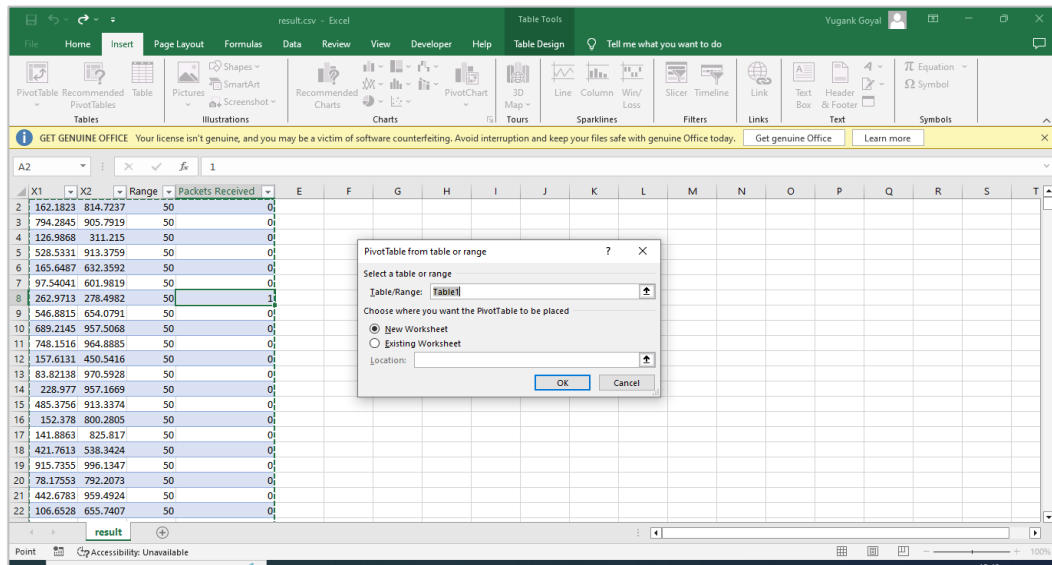 result.csv - Excel
Table Tools
Yugank Goyal
File Home Insert Page Layout Formulas Data Review View Developer Help Table Design Tell me what you want to do
PivotTable Recommended PivotTables Table
Tables
Pictures Shapes SmartArt Screenshot
Illustrations
Recommended Charts PivotChart
Charts
3D Map
Tours
Line Column Win/Loss
Sparklines
Slicer Timeline
Filters
Link
Links
Text Box Header & Footer
Text
π Equation
Ω Symbol
Symbols
GET GENUINE OFFICE Your license isn't genuine, and you may be a victim of software counterfeiting. Avoid interruption and keep your files safe with genuine Office today. Get genuine Office Learn more
A2 fx 1
X1 X2 Range Packets Received E F G H I J K L M N O P Q R S T
2 162.1823 814.7237 50 0
3 794.2845 905.7919 50 0
4 126.9868 311.215 50 0
5 528.5331 913.3759 50 0
6 165.6487 632.3592 50 0
7 97.54041 601.9819 50 0
8 262.9713 278.4982 50 1
9 546.8815 654.0791 50 0
10 689.2145 957.5068 50 0
11 748.1516 964.8885 50 0
12 157.6131 450.5416 50 0
13 83.82138 970.5928 50 0
14 228.977 957.1669 50 0
15 485.3756 913.3374 50 0
16 152.378 800.2805 50 0
17 141.8863 825.817 50 0
18 421.7613 538.3424 50 0
19 915.7355 996.1347 50 0
20 78.17553 792.2073 50 0
21 442.6783 959.4924 50 0
22 106.6528 655.7407 50 0
PivotTable from table or range ? ×
Select a table or range
Table/Range: Table1
Choose where you want the PivotTable to be placed
New Worksheet
Existing Worksheet
Location:
OK Cancel
result
Point Accessibility: Unavailable 100%